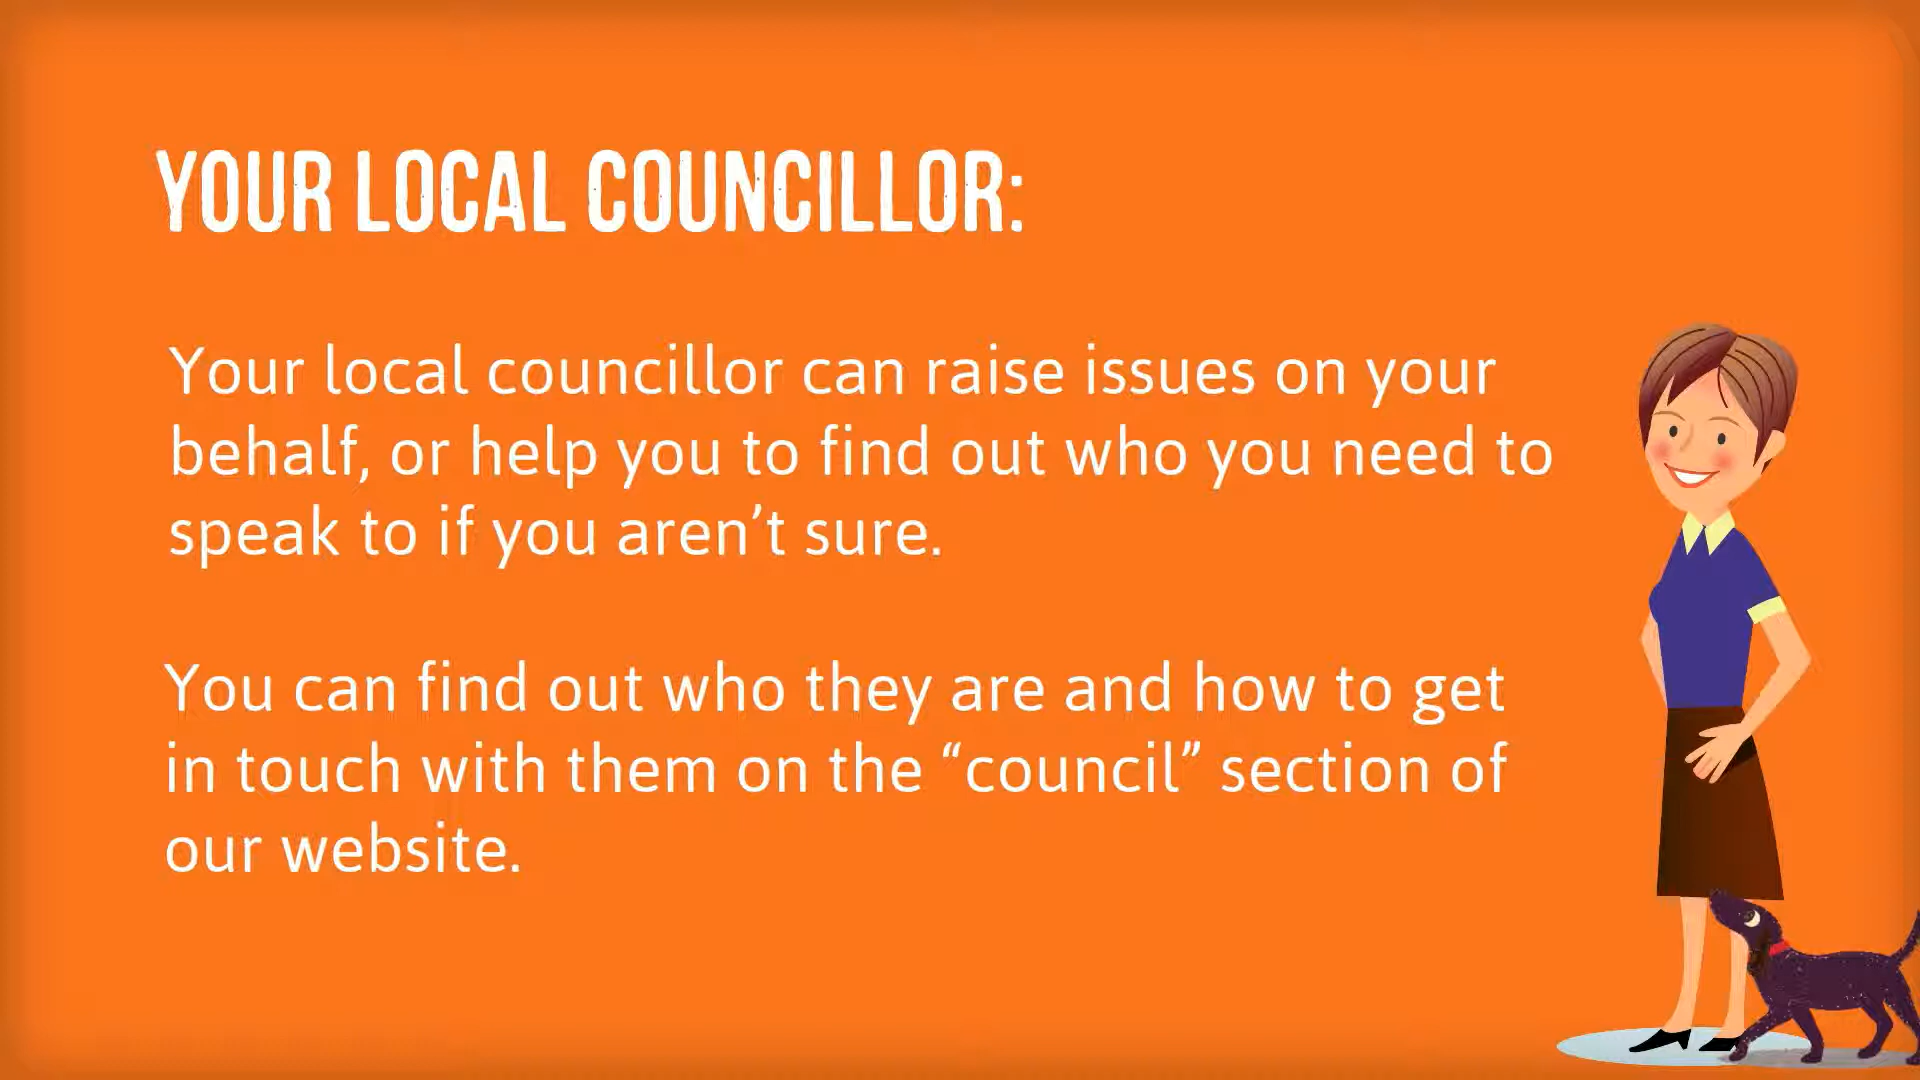 YOUR LOCAL COUNCILLOR:
Your local councillor can raise issues on your
behalf, or help you to find out who you need to
speak to if you aren’t sure.
You can find out who they are and how to get
in touch with them on the “council” section of
our website.